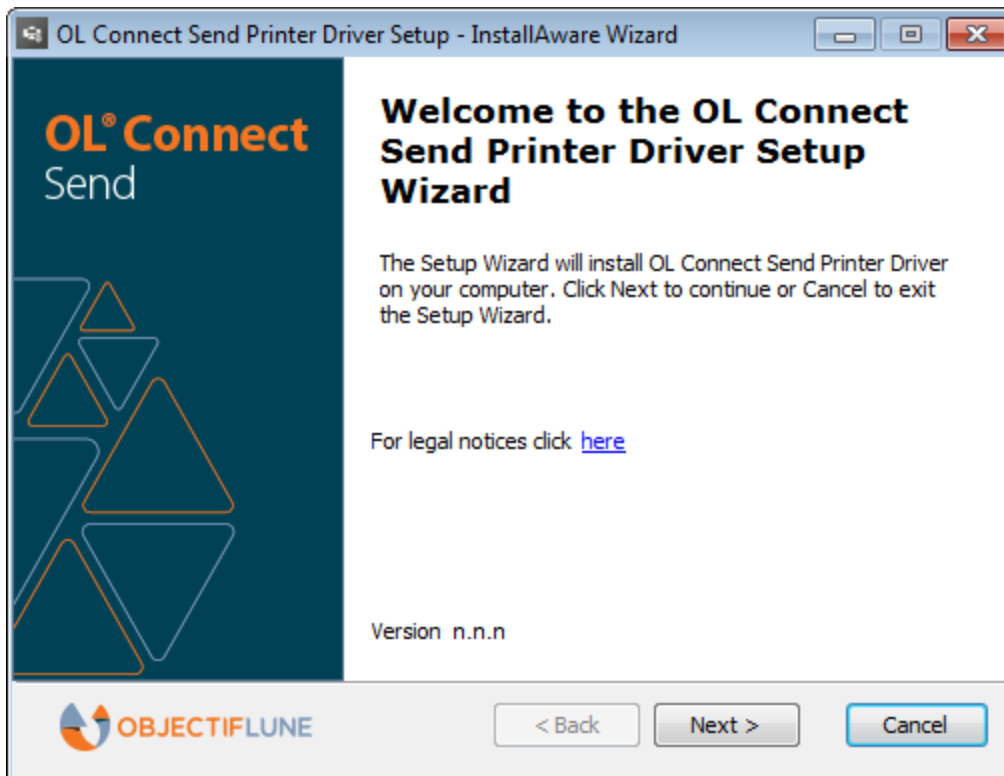 OL Connect Send Printer Driver Setup - InstallAware Wizard
OL® Connect
Send
Welcome to the OL Connect
Send Printer Driver Setup
Wizard
The Setup Wizard will install OL Connect Send Printer Driver
on your computer. Click Next to continue or Cancel to exit
the Setup Wizard.
For legal notices click here
Version n.n.n
OBJECTIFLUNE
< Back
Next >
Cancel